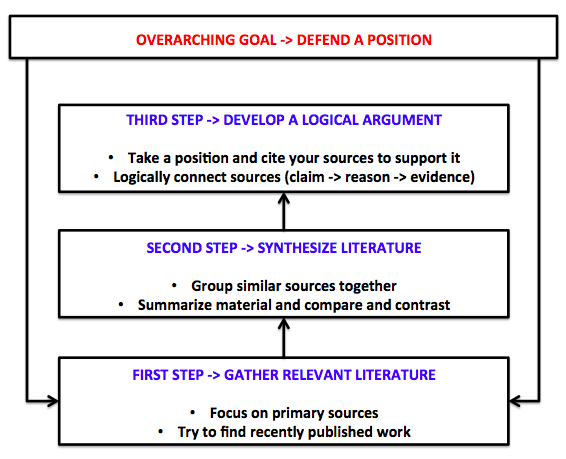 OVERARCHING GOAL -> DEFEND A POSITION
THIRD STEP -> DEVELOP A LOGICAL ARGUMENT
• Take a position and cite your sources to support it
• Logically connect sources (claim -> reason -> evidence)
SECOND STEP -> SYNTHESIZE LITERATURE
• Group similar sources together
• Summarize material and compare and contrast
FIRST STEP -> GATHER RELEVANT LITERATURE
• Focus on primary sources
• Try to find recently published work